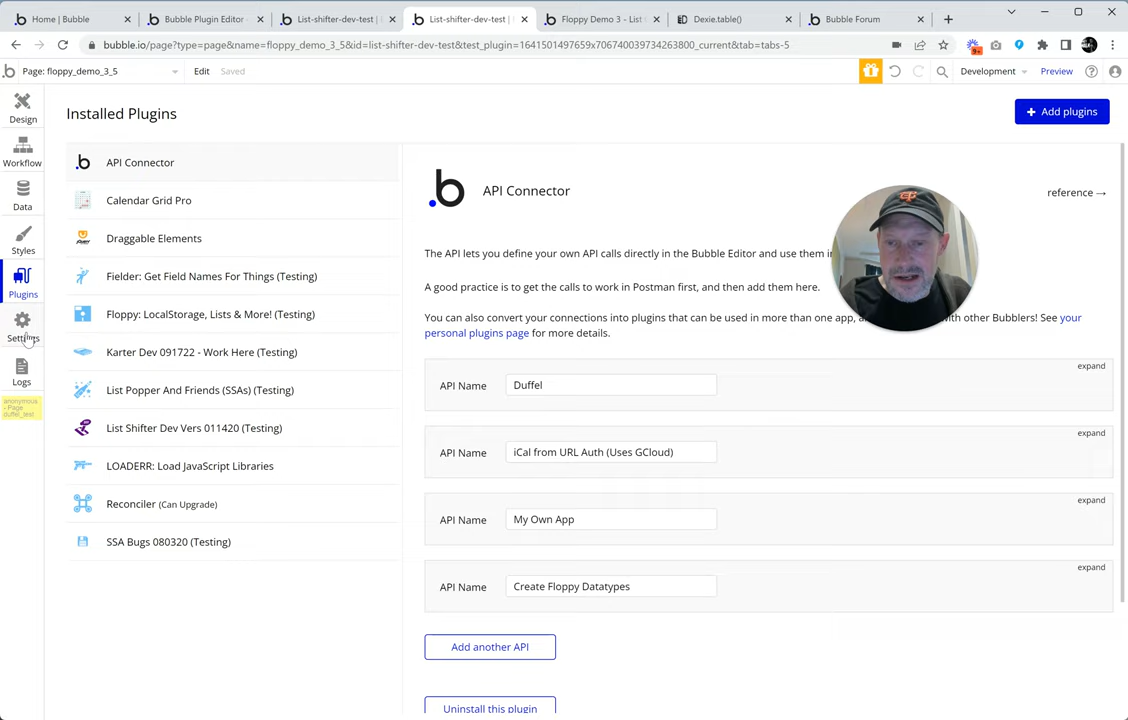 Home | Bubble
Bubble Plugin Editor
List-shifter-dev-test |
List-shifter-dev-test |
Floppy Demo 3 - List
Dexie.table()
Bubble Forum
bubble.io/page?type=page&name=floppy_demo_3_5&id=list-shifter-dev-test&test_plugin=1641501497659x706740039734263800_current&tab=tabs-5
9+
Page: floppy_demo_3_5
Edit
Saved
Development
Preview
Design
Workflow
Data
Styles
Plugins
Settings
Logs
anonymous
- Page
duffel_test
Installed Plugins
+ Add plugins
API Connector
Calendar Grid Pro
Draggable Elements
Fielder: Get Field Names For Things (Testing)
Floppy: LocalStorage, Lists & More! (Testing)
Karter Dev 091722 - Work Here (Testing)
List Popper And Friends (SSAs) (Testing)
List Shifter Dev Vers 011420 (Testing)
LOADERR: Load JavaScript Libraries
Reconciler (Can Upgrade)
SSA Bugs 080320 (Testing)
API Connector
reference →
The API lets you define your own API calls directly in the Bubble Editor and use them i
A good practice is to get the calls to work in Postman first, and then add them here.
You can also convert your connections into plugins that can be used in more than one app, a with other Bubblers! See your
personal plugins page for more details.
expand
API Name Duffel
expand
API Name iCal from URL Auth (Uses GCloud)
expand
API Name My Own App
expand
API Name Create Floppy Datatypes
Add another API
Uninstall this plugin